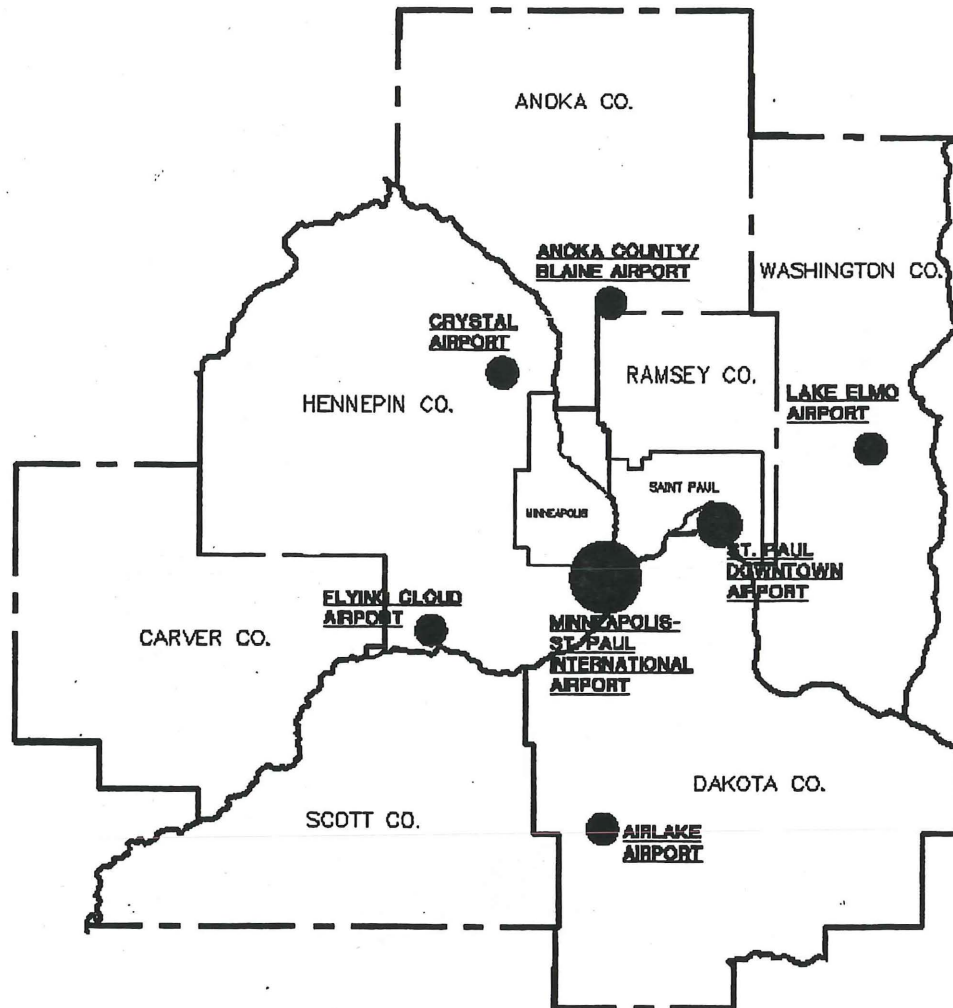 ANOKA CO.
ANOKA COUNTY/
BLAINE AIRPORT
WASHINGTON CO.
CRYSTAL
AIRPORT
RAMSEY CO.
HENNEPIN CO.
LAKE ELMO
AIRPORT
SAINT PAUL
MINNEAPOLIS
ST. PAUL
DOWNTOWN
AIRPORT
FLYING CLOUD
AIRPORT
CARVER CO.
MINNEAPOLIS-
ST. PAUL
INTERNATIONAL
AIRPORT
DAKOTA CO.
SCOTT CO.
AIRLAKE
AIRPORT